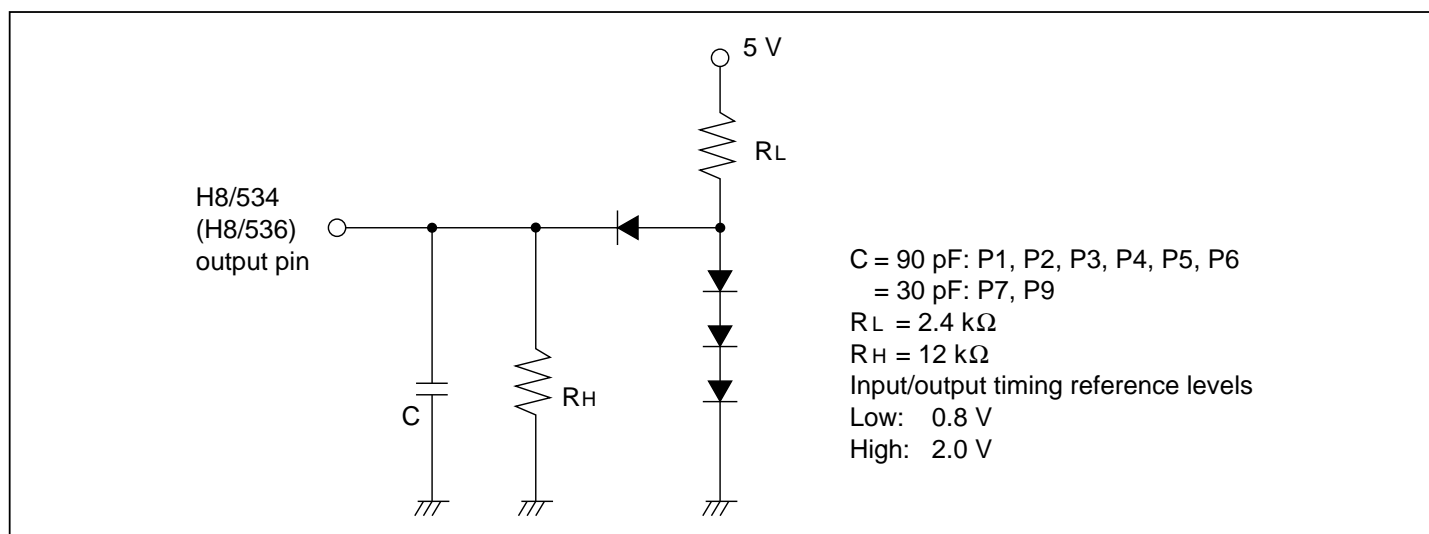 5 V
RL
H8/534
(H8/536)
output pin
C
RH
C = 90 pF: P1, P2, P3, P4, P5, P6
= 30 pF: P7, P9
RL = 2.4 kΩ
RH = 12 kΩ
Input/output timing reference levels
Low: 0.8 V
High: 2.0 V